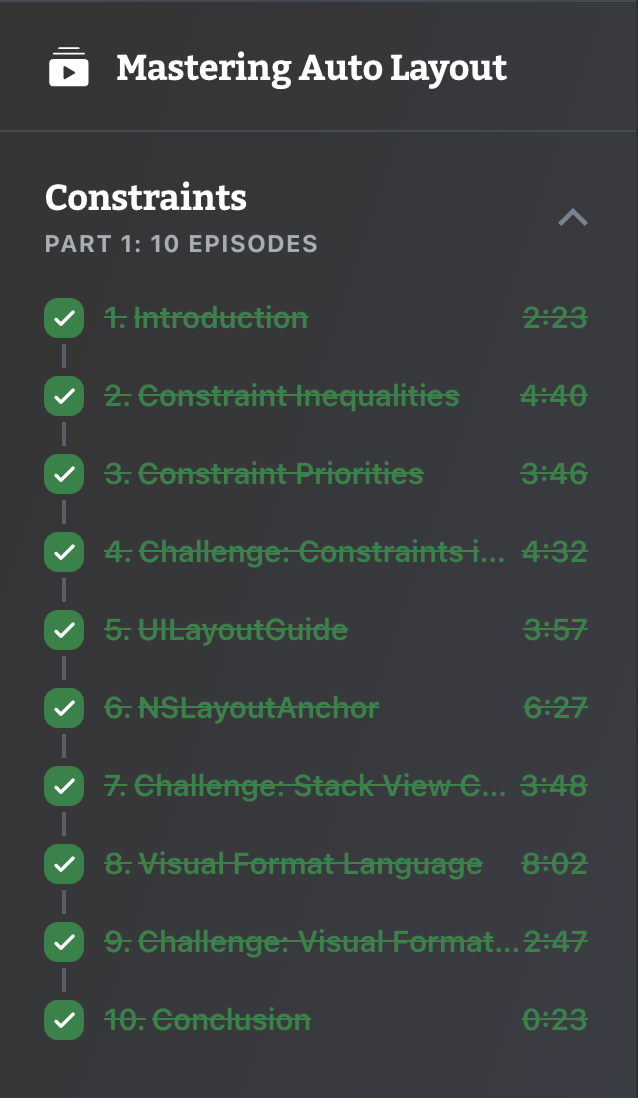 Mastering Auto Layout
Constraints
PART 1: 10 EPISODES
1. Introduction 2:23
2. Constraint Inequalities 4:40
3. Constraint Priorities 3:46
4. Challenge: Constraints i... 4:32
5. UILayoutGuide 3:57
6. NSLayoutAnchor 6:27
7. Challenge: Stack View C... 3:48
8. Visual Format Language 8:02
9. Challenge: Visual Format... 2:47
10. Conclusion 0:23